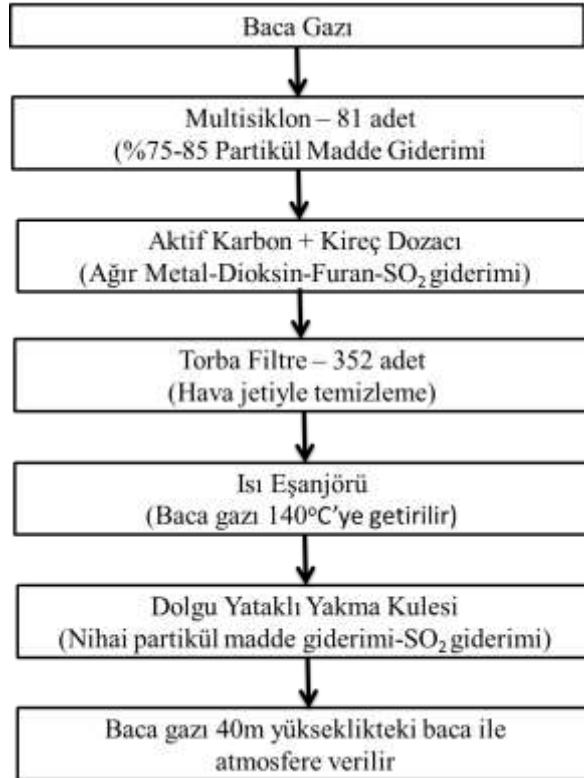 Baca Gazı
Multisiklon – 81 adet
(%75-85 Partikül Madde Giderimi
Aktif Karbon + Kireç Dozacı
(Ağır Metal-Dioksin-Furan-SO₂ giderimi)
Torba Filtre – 352 adet
(Hava jetiyle temizleme)
Isı Eşanjörü
(Baca gazı 140°C'ye getirilir)
Dolgu Yataklı Yakma Kulesi
(Nihai partikül madde giderimi-SO₂ giderimi)
Baca gazı 40m yükseklikteki baca ile
atmosfere verilir